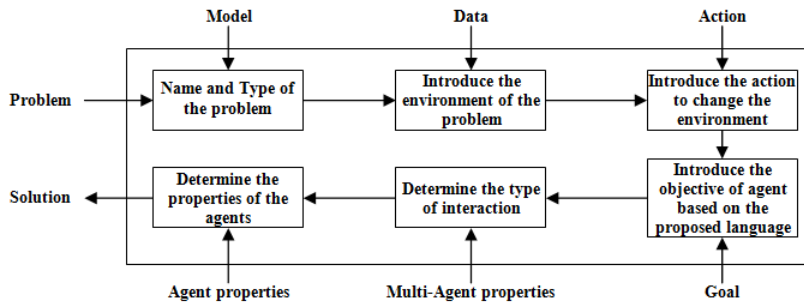 Model
Data
Action
Problem
Name and Type of
the problem
Introduce the
environment of the
problem
Introduce the action
to change the
environment
Solution
Determine the
properties of the
agents
Determine the type
of interaction
Introduce the
objective of agent
based on the
proposed language
Agent properties
Multi-Agent properties
Goal